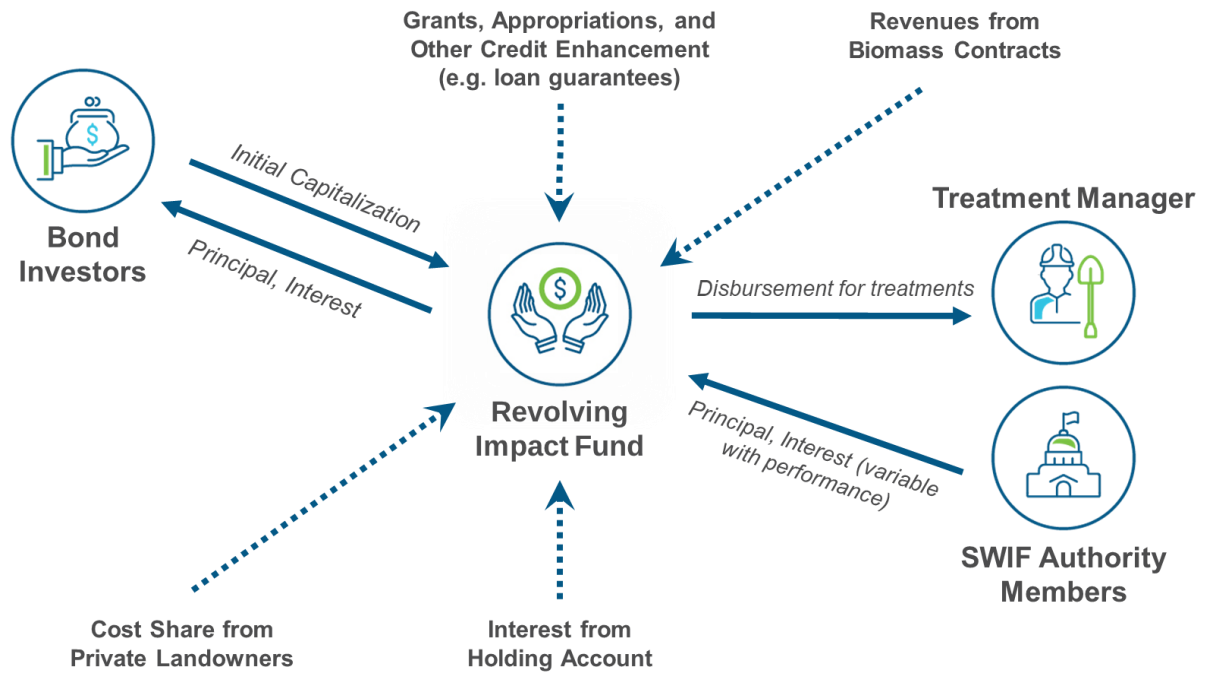 Grants, Appropriations, and
Other Credit Enhancement
(e.g. loan guarantees)
Revenues from
Biomass Contracts
$
Bond
Investors
Initial Capitalization
Principal, Interest
Treatment Manager
$
Revolving
Impact Fund
Disbursement for treatments
Principal, Interest (variable
with performance)
SWIF Authority
Members
Cost Share from
Private Landowners
Interest from
Holding Account